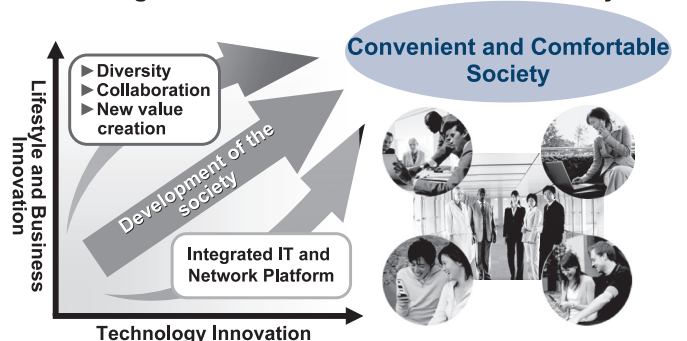 Convenient and Comfortable
Society
▶ Diversity
▶ Collaboration
▶ New value
creation
Development of the
society
Integrated IT and
Network Platform
Lifestyle and Business
Innovation
Technology Innovation